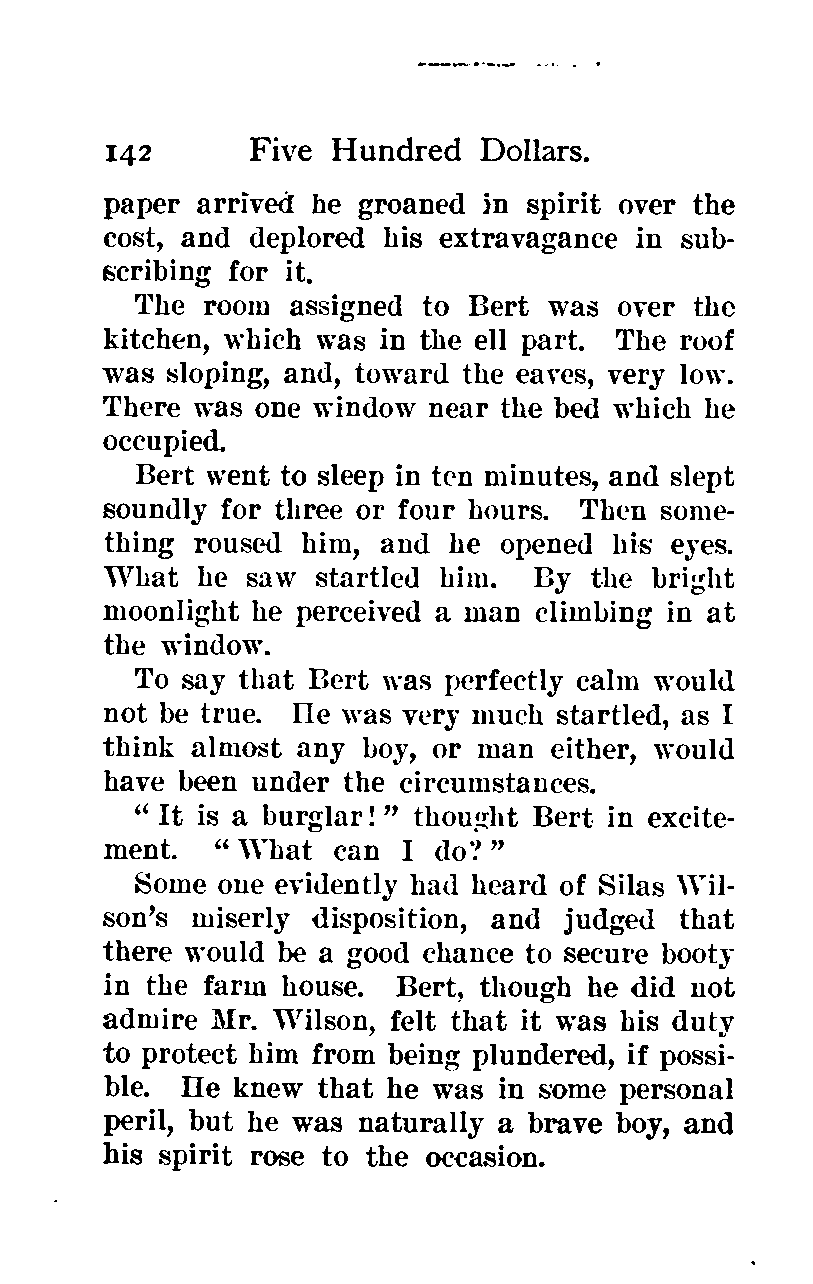 142 Five Hundred Dollars.
paper arrived he groaned in spirit over the
cost, and deplored his extravagance in sub-
scribing for it.
The room assigned to Bert was over the
kitchen, which was in the ell part. The roof
was sloping, and, toward the eaves, very low.
There was one window near the bed which he
occupied.
Bert went to sleep in ten minutes, and slept
soundly for three or four hours. Then some-
thing roused him, and he opened his eyes.
What he saw startled him. By the bright
moonlight he perceived a man climbing in at
the window.
To say that Bert was perfectly calm would
not be true. He was very much startled, as I
think almost any boy, or man either, would
have been under the circumstances.
“ It is a burglar! ” thought Bert in excite-
ment. “ What can I do? ”
Some one evidently had heard of Silas Wil-
son’s miserly disposition, and judged that
there would be a good chance to secure booty
in the farm house. Bert, though he did not
admire Mr. Wilson, felt that it was his duty
to protect him from being plundered, if possi-
ble. He knew that he was in some personal
peril, but he was naturally a brave boy, and
his spirit rose to the occasion.